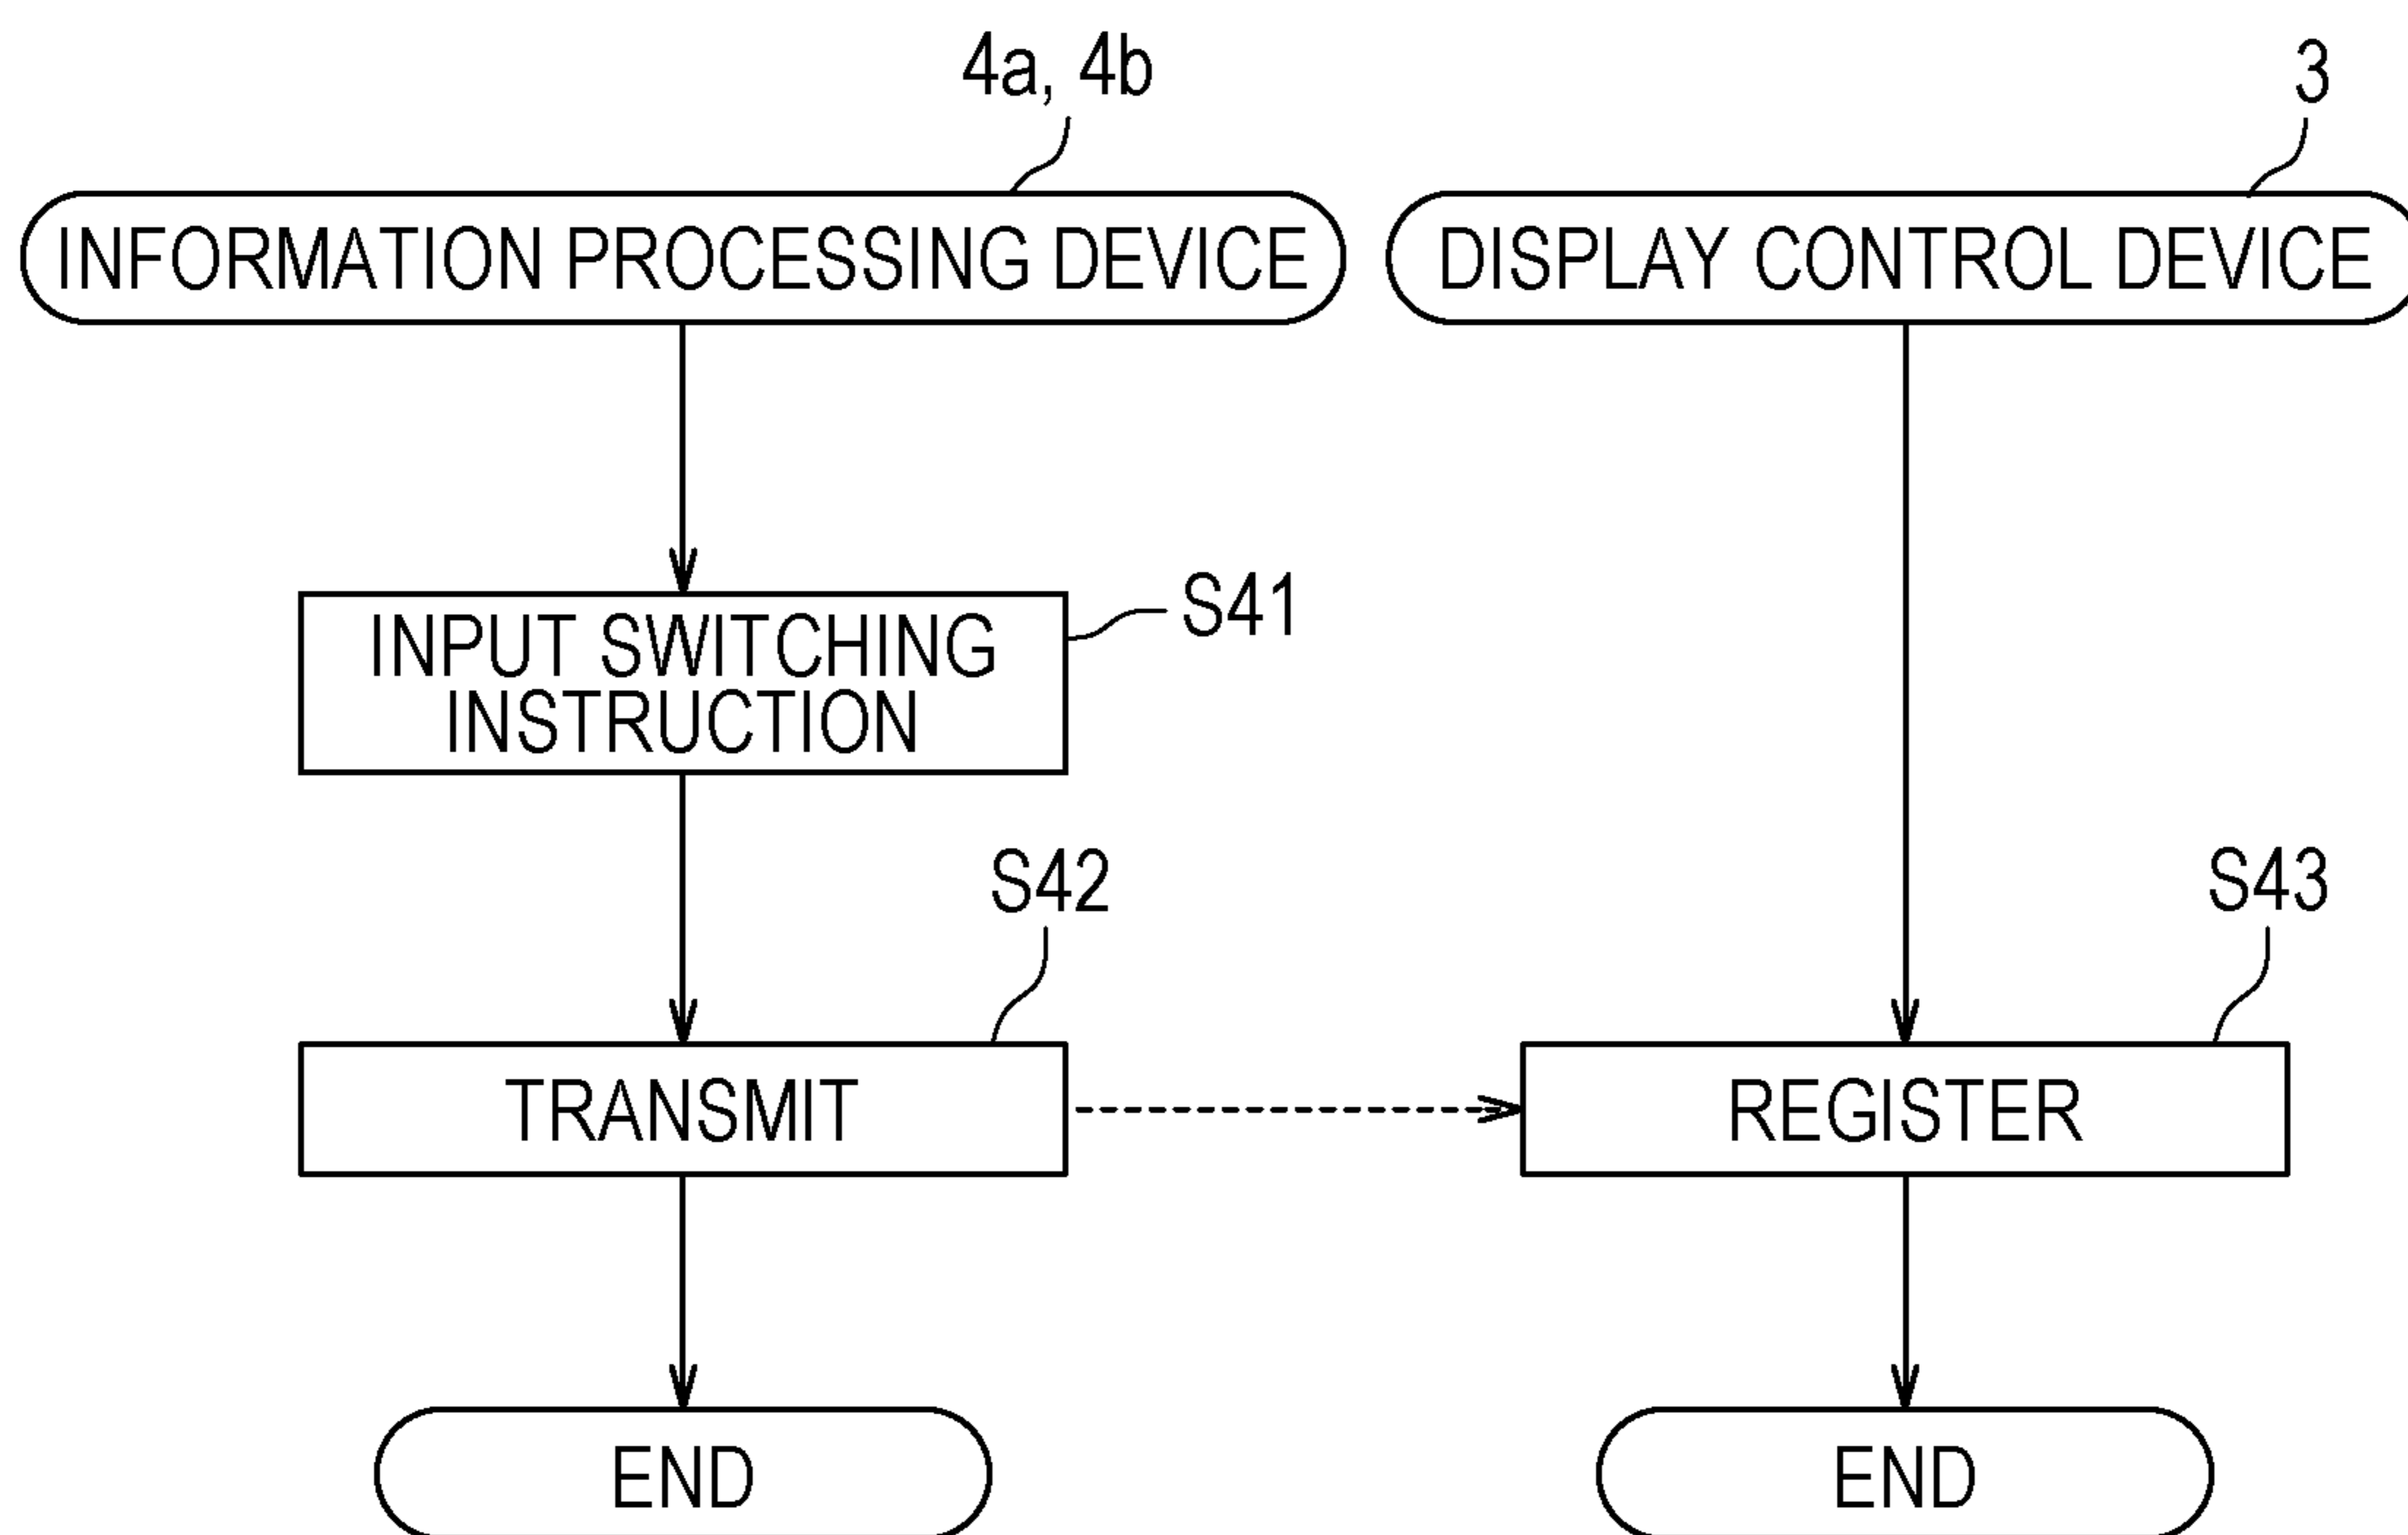 4a, 4b
3
INFORMATION PROCESSING DEVICE
DISPLAY CONTROL DEVICE
INPUT SWITCHING
INSTRUCTION
S41
S42
S43
TRANSMIT
REGISTER
END
END